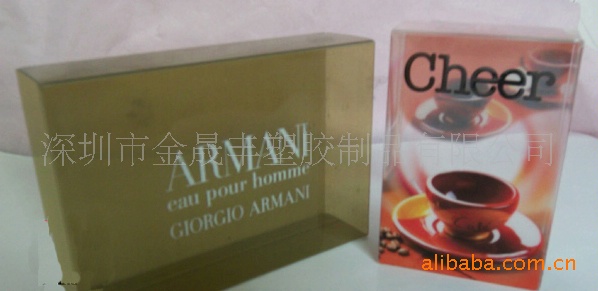 ARMANI
eau pour homme
GIORGIO ARMANI
Cheer
深圳市金晟丰塑胶制品有限公司
alibaba.com.cn